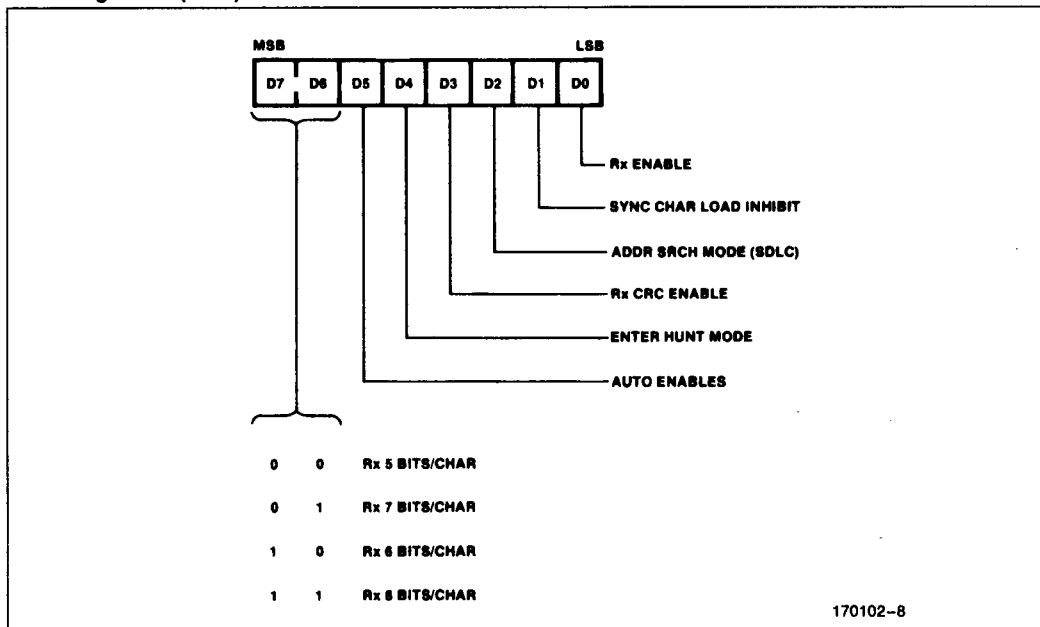 MSB LSB
D7 D6 D5 D4 D3 D2 D1 D0
Rx ENABLE
SYNC CHAR LOAD INHIBIT
ADDR SRCH MODE (SDLC)
Rx CRC ENABLE
ENTER HUNT MODE
AUTO ENABLES
0 0 Rx 5 BITS/CHAR
0 1 Rx 7 BITS/CHAR
1 0 Rx 6 BITS/CHAR
1 1 Rx 8 BITS/CHAR
170102-8